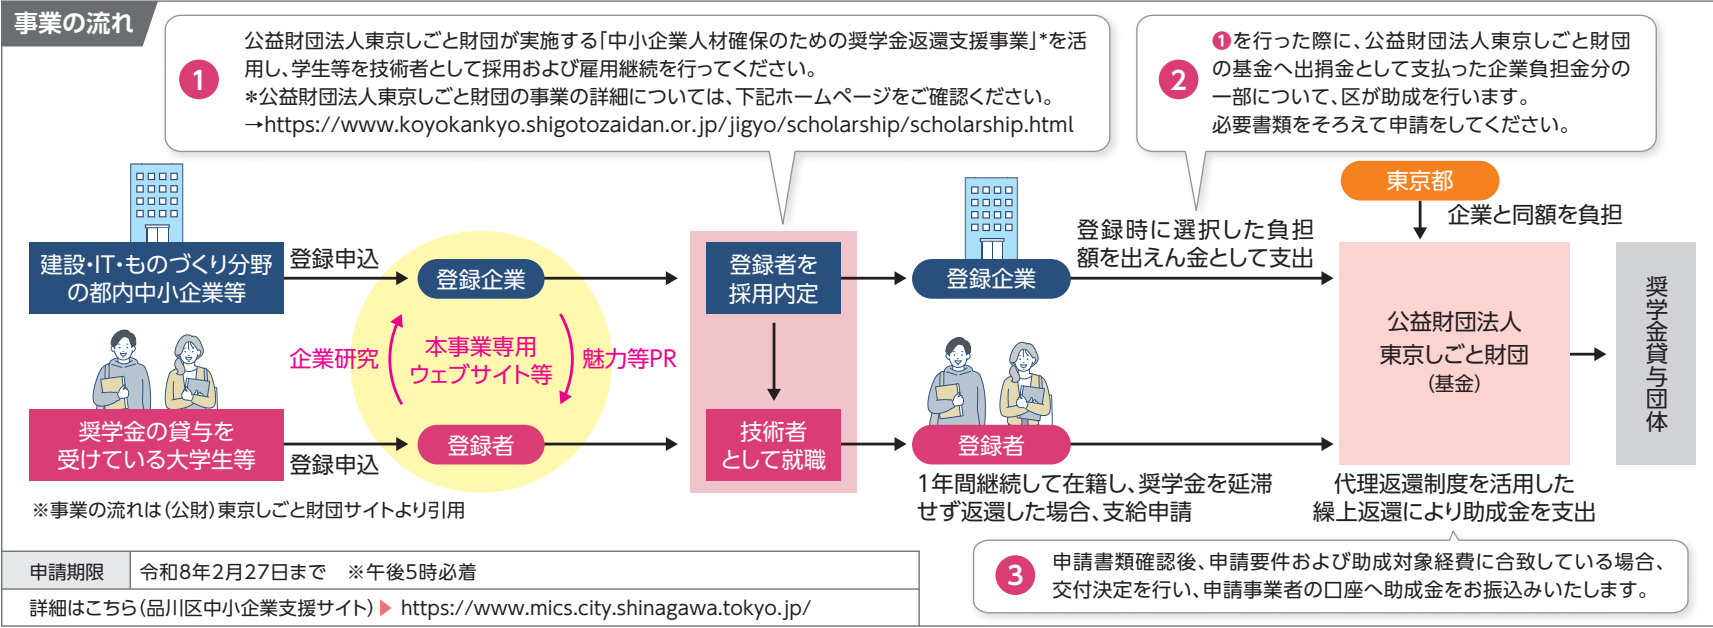 事業の流れ
1
公益財団法人東京しごと財団が実施する「中小企業人材確保のための奨学金返還支援事業」*を活
用し、学生等を技術者として採用および雇用継続を行ってください。
*公益財団法人東京しごと財団の事業の詳細については、下記ホームページをご確認ください。
→https://www.koyokankyo.shigotozaidan.or.jp/jigyo/scholarship/scholarship.html
2
❶を行った際に、公益財団法人東京しごと財団
の基金へ出捐金として支払った企業負担金分の
一部について、区が助成を行います。
必要書類をそろえて申請をしてください。
東京都
企業と同額を負担
建設・IT・ものづくり分野
の都内中小企業等
登録申込
登録企業
登録者を
採用内定
登録企業
登録時に選択した負担
額を出えん金として支出
企業研究
本事業専用
ウェブサイト等
魅力等PR
公益財団法人
東京しごと財団
(基金)
奨学金貸与団体
奨学金の貸与を
受けている大学生等
登録申込
登録者
技術者
として就職
登録者
1年間継続して在籍し、奨学金を延滞
せず返還した場合、支給申請
代理返還制度を活用した
繰上返還により助成金を支出
※事業の流れは(公財)東京しごと財団サイトより引用
3
申請書類確認後、申請要件および助成対象経費に合致している場合、
交付決定を行い、申請事業者の口座へ助成金をお振込みいたします。
申請期限 令和8年2月27日まで ※午後5時必着
詳細はこちら(品川区中小企業支援サイト)▶ https://www.mics.city.shinagawa.tokyo.jp/